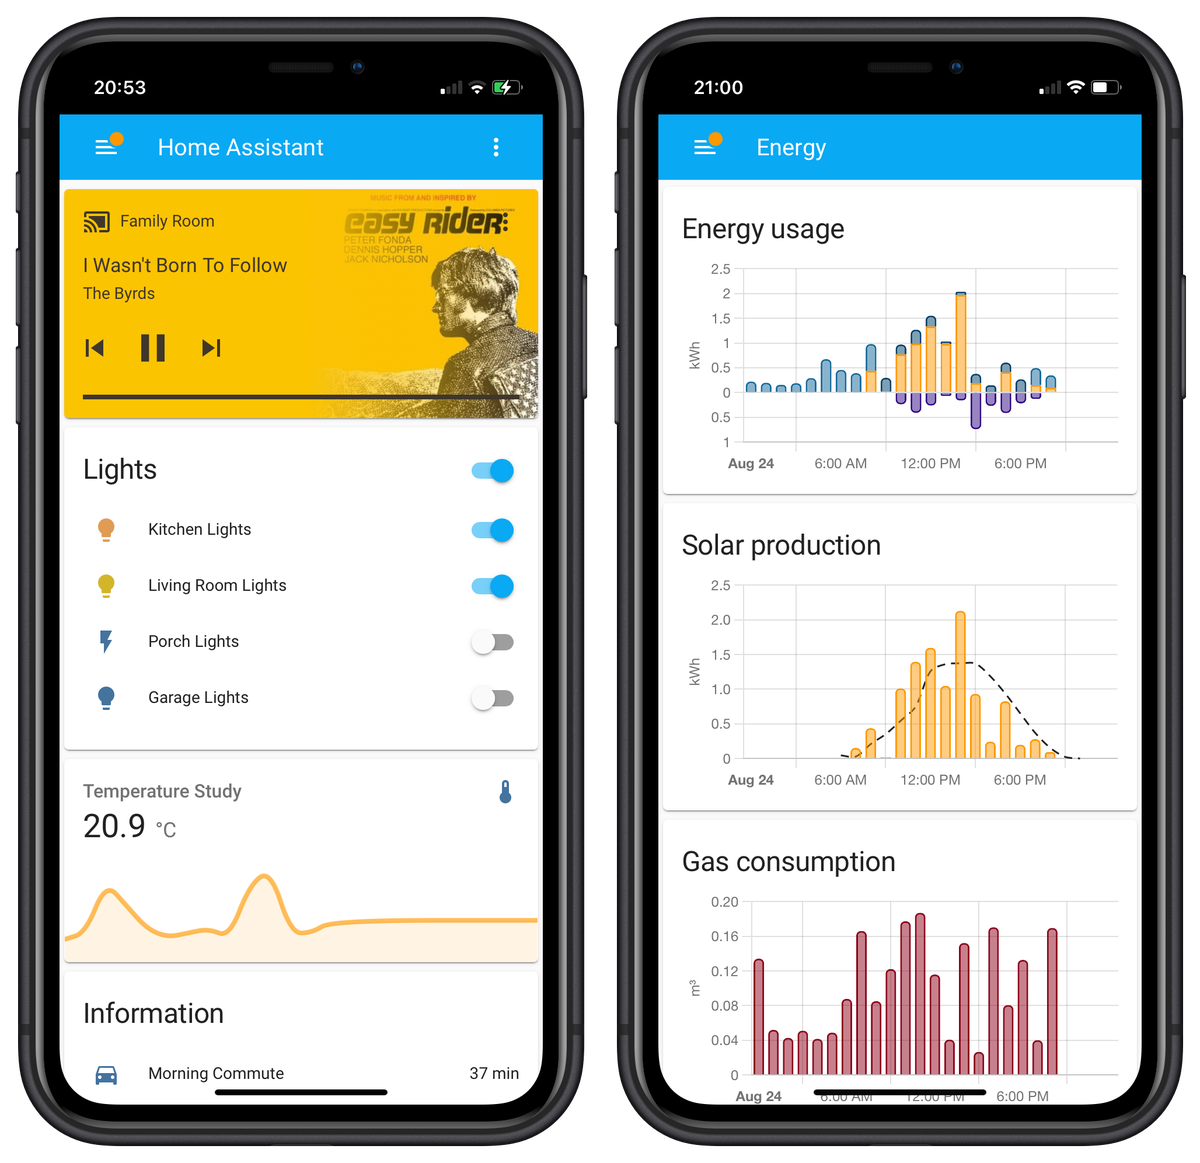 20:53
Home Assistant
Family Room
I Wasn't Born To Follow
The Byrds
MUSIC FROM AND INSPIRED BY
easy rider:
PETER FONDA
DENNIS HOPPER
JACK NICHOLSON
Lights
Kitchen Lights
Living Room Lights
Porch Lights
Garage Lights
Temperature Study
20.9 °C
Information
Morning Commute 37 min
21:00
Energy
Energy usage
2.5
2
1.5
1
0.5
0
0.5
1
kWh
Aug 24 6:00 AM 12:00 PM 6:00 PM
Solar production
2.5
2.0
1.5
1.0
0.5
0
kWh
Aug 24 6:00 AM 12:00 PM 6:00 PM
Gas consumption
0.20
0.16
0.12
0.08
0.04
0
m³
Aug 24 6:00 AM 12:00 PM 6:00 PM